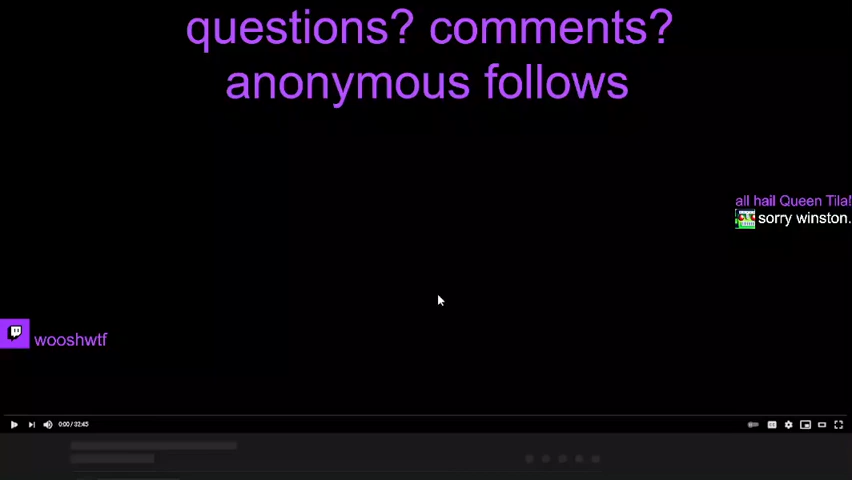 questions? comments?
anonymous follows
all hail Queen Tila!
sorry winston.
wooshwtf
0:00 / 32:45